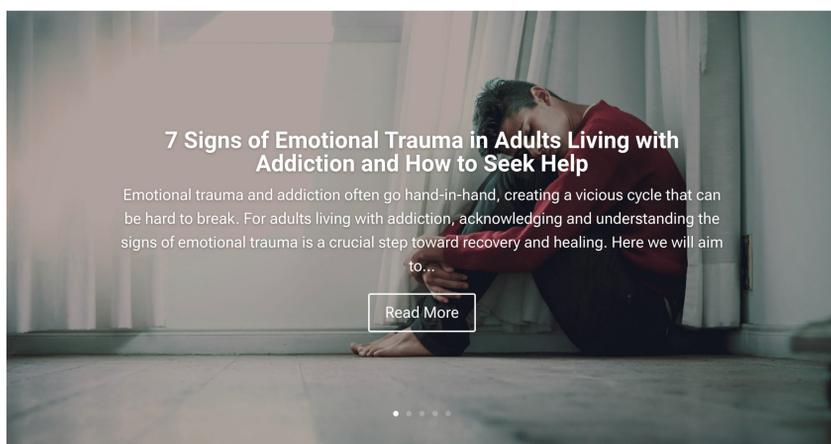 7 Signs of Emotional Trauma in Adults Living with
Addiction and How to Seek Help
Emotional trauma and addiction often go hand-in-hand, creating a vicious cycle that can
be hard to break. For adults living with addiction, acknowledging and understanding the
signs of emotional trauma is a crucial step toward recovery and healing. Here we will aim
to...
Read More